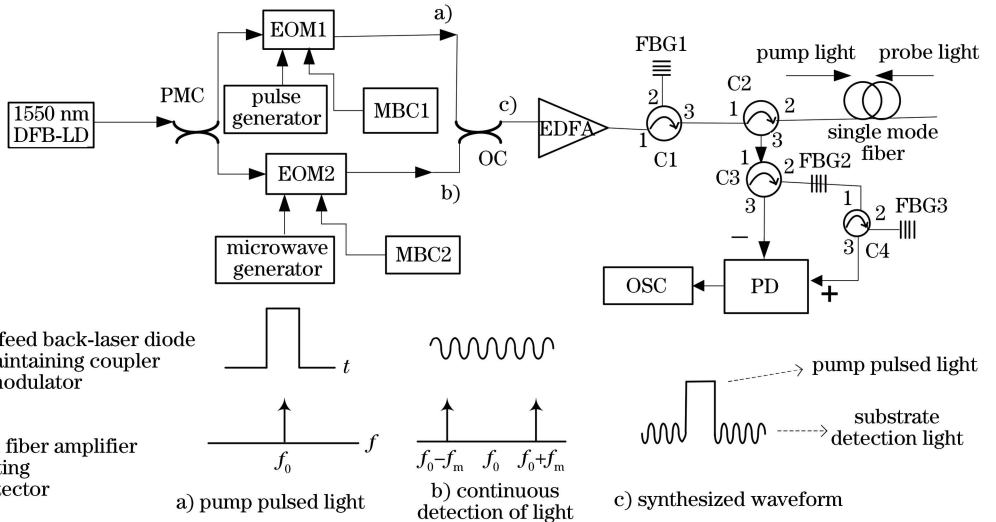 a)
EOM1
FBG1
pump light
probe light
1550 nm
DFB-LD
PMC
pulse
generator
MBC1
c)
OC
EDFA
2
1
3
C1
C2
1
2
3
single mode
fiber
EOM2
b)
microwave
generator
MBC2
C3
1
2
3
FBG2
1
2
3
C4
FBG3
−
+
OSC
PD
feed back-laser diode
aintaining coupler
odulator
fiber amplifier
ting
tector
t
f
f0
a) pump pulsed light
f0−fm
f0
f0+fm
b) continuous
detection of light
pump pulsed light
substrate
detection light
c) synthesized waveform